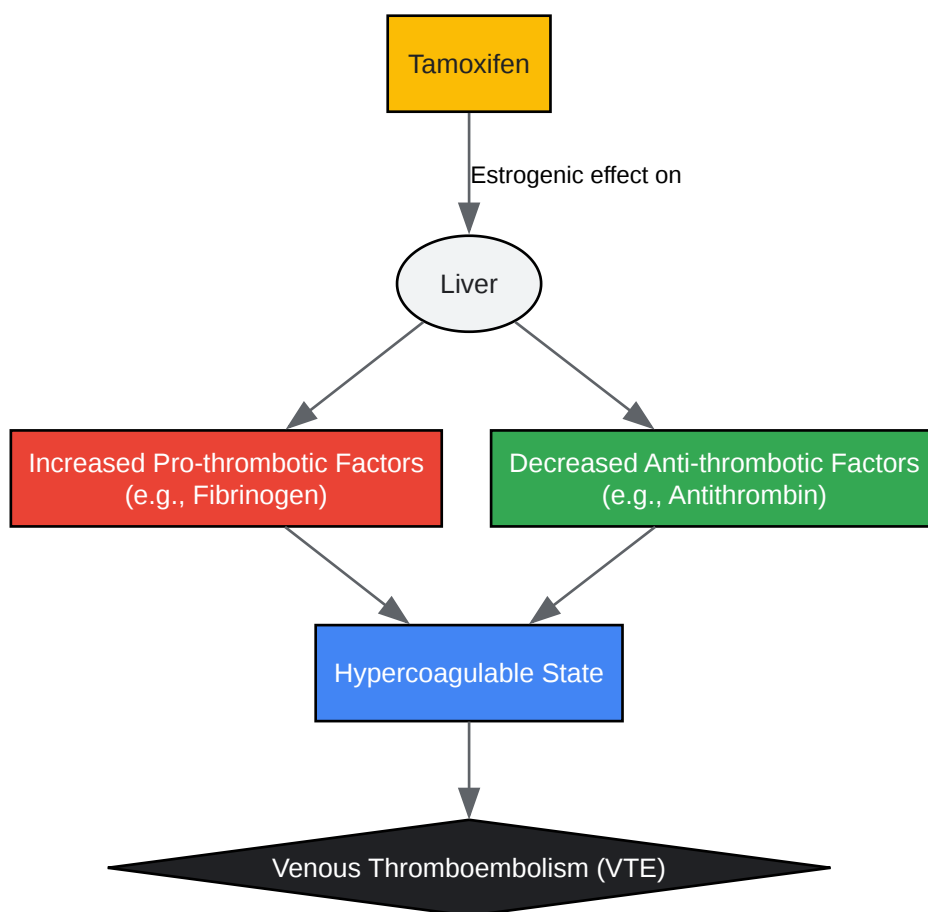 Tamoxifen
Estrogenic effect on
Liver
Increased Pro-thrombotic Factors
(e.g., Fibrinogen)
Decreased Anti-thrombotic Factors
(e.g., Antithrombin)
Hypercoagulable State
Venous Thromboembolism (VTE)